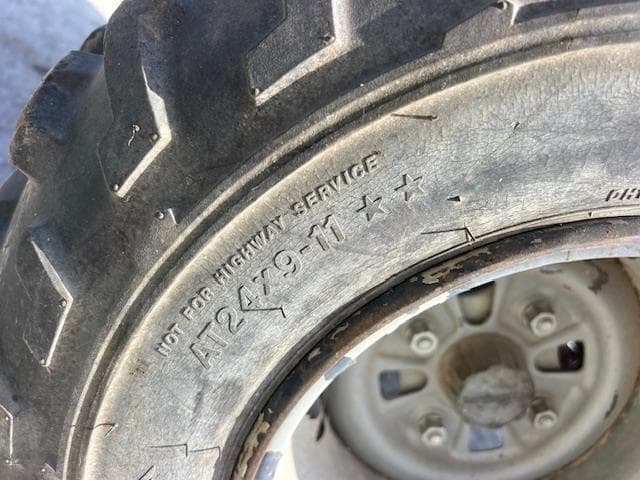 NOT FOR HIGHWAY SERVICE
AT24X9-11 ★★